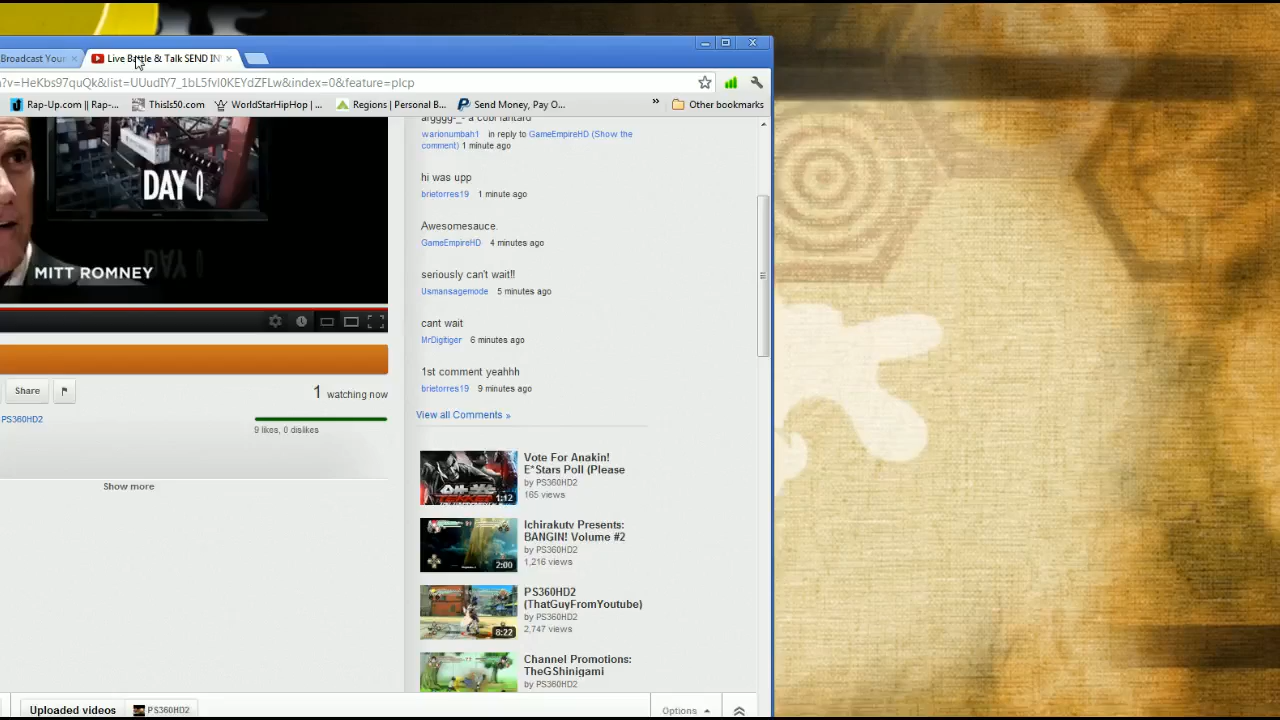 Broadcast Your
Live Battle & Talk SEND IN
?v=HeKbs97quQk&list=UUudIY7_1bL5fvI0KEYdZFLw&index=0&feature=plcp
Rap-Up.com || Rap-...
ThisIs50.com
WorldStarHipHop | ...
Regions | Personal B...
Send Money, Pay O...
»
Other bookmarks
DAY 0
MITT ROMNEY
warionumbah1 in reply to GameEmpireHD (Show the
comment) 1 minute ago
hi was upp
brietorres19 1 minute ago
Awesomesauce.
GameEmpireHD 4 minutes ago
seriously can't wait!!
Usmansagemode 5 minutes ago
cant wait
MrDigitiger 6 minutes ago
1st comment yeahhh
brietorres19 9 minutes ago
View all Comments »
Share
1 watching now
PS360HD2
9 likes, 0 dislikes
Show more
Vote For Anakin!
E*Stars Poll (Please
by PS360HD2
165 views
1:12
Ichirakutv Presents:
BANGIN! Volume #2
by PS360HD2
1,216 views
2:00
PS360HD2
(ThatGuyFromYoutube)
by PS360HD2
2,747 views
8:22
Channel Promotions:
TheGShinigami
by PS360HD2
Uploaded videos
PS360HD2
Options